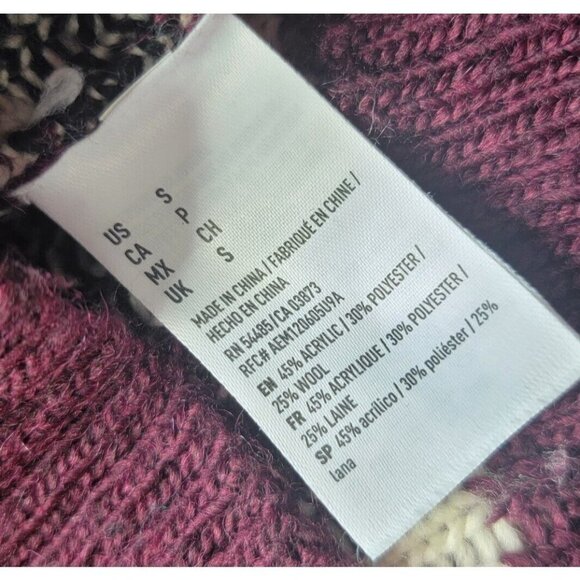 US S
CA P
MX CH
UK S
MADE IN CHINA / FABRIQUÉ EN CHINE /
HECHO EN CHINA
RN 54485/CA 03873
RFC# AEM120605U9A
EN 45% ACRYLIC / 30% POLYESTER /
25% WOOL
FR 45% ACRYLIQUE / 30% POLYESTER /
25% LAINE
SP 45% acrílico / 30% poliéster / 25%
lana